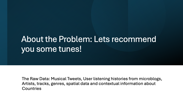 About the Problem: Lets recommend
you some tunes!
The Raw Data: Musical Tweets, User listening histories from microblogs,
Artists, tracks, genres, spatial data and contextual information about
Countries